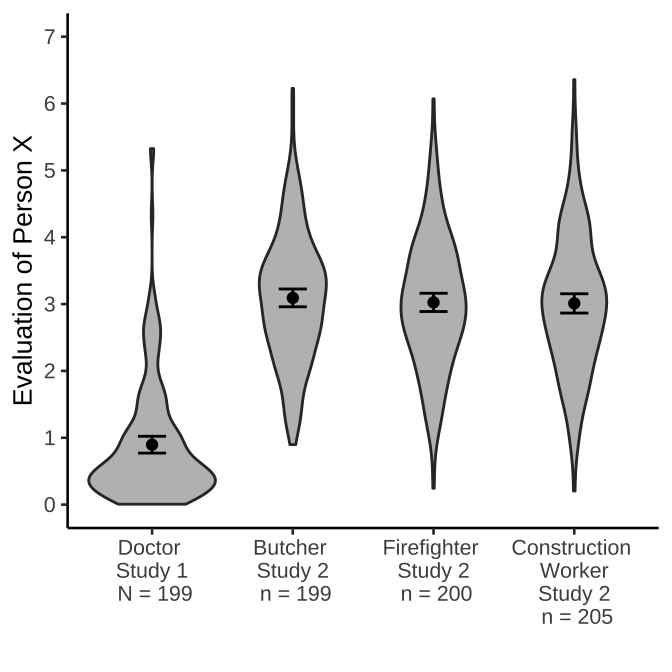 Evaluation of Person X
7
6
5
4
3
2
1
0
Doctor
Study 1
N = 199
Butcher
Study 2
n = 199
Firefighter
Study 2
n = 200
Construction
Worker
Study 2
n = 205